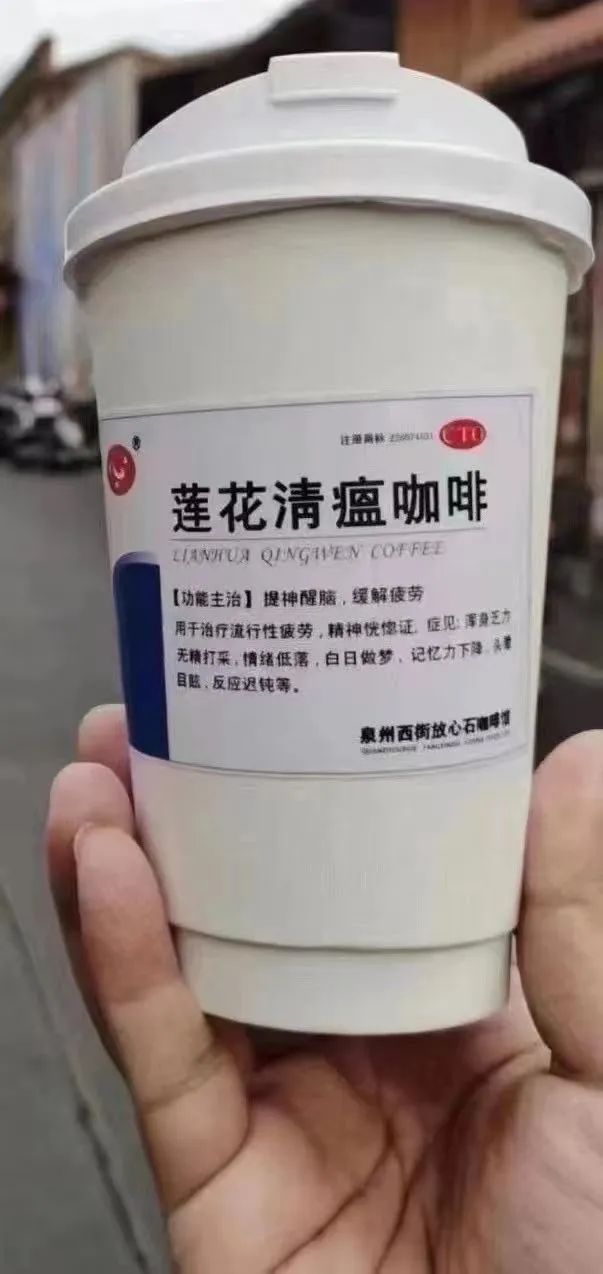 注册商标 Z59974431 CTO
®
莲花清瘟咖啡
LIANHUA QINGWEN COFFEE
【功能主治】提神醒脑,缓解疲劳
用于治疗流行性疲劳,精神恍惚证,症见:浑身乏力
无精打采,情绪低落,白日做梦、记忆力下降,头晕
目眩,反应迟钝等。
泉州西街放心石咖啡馆